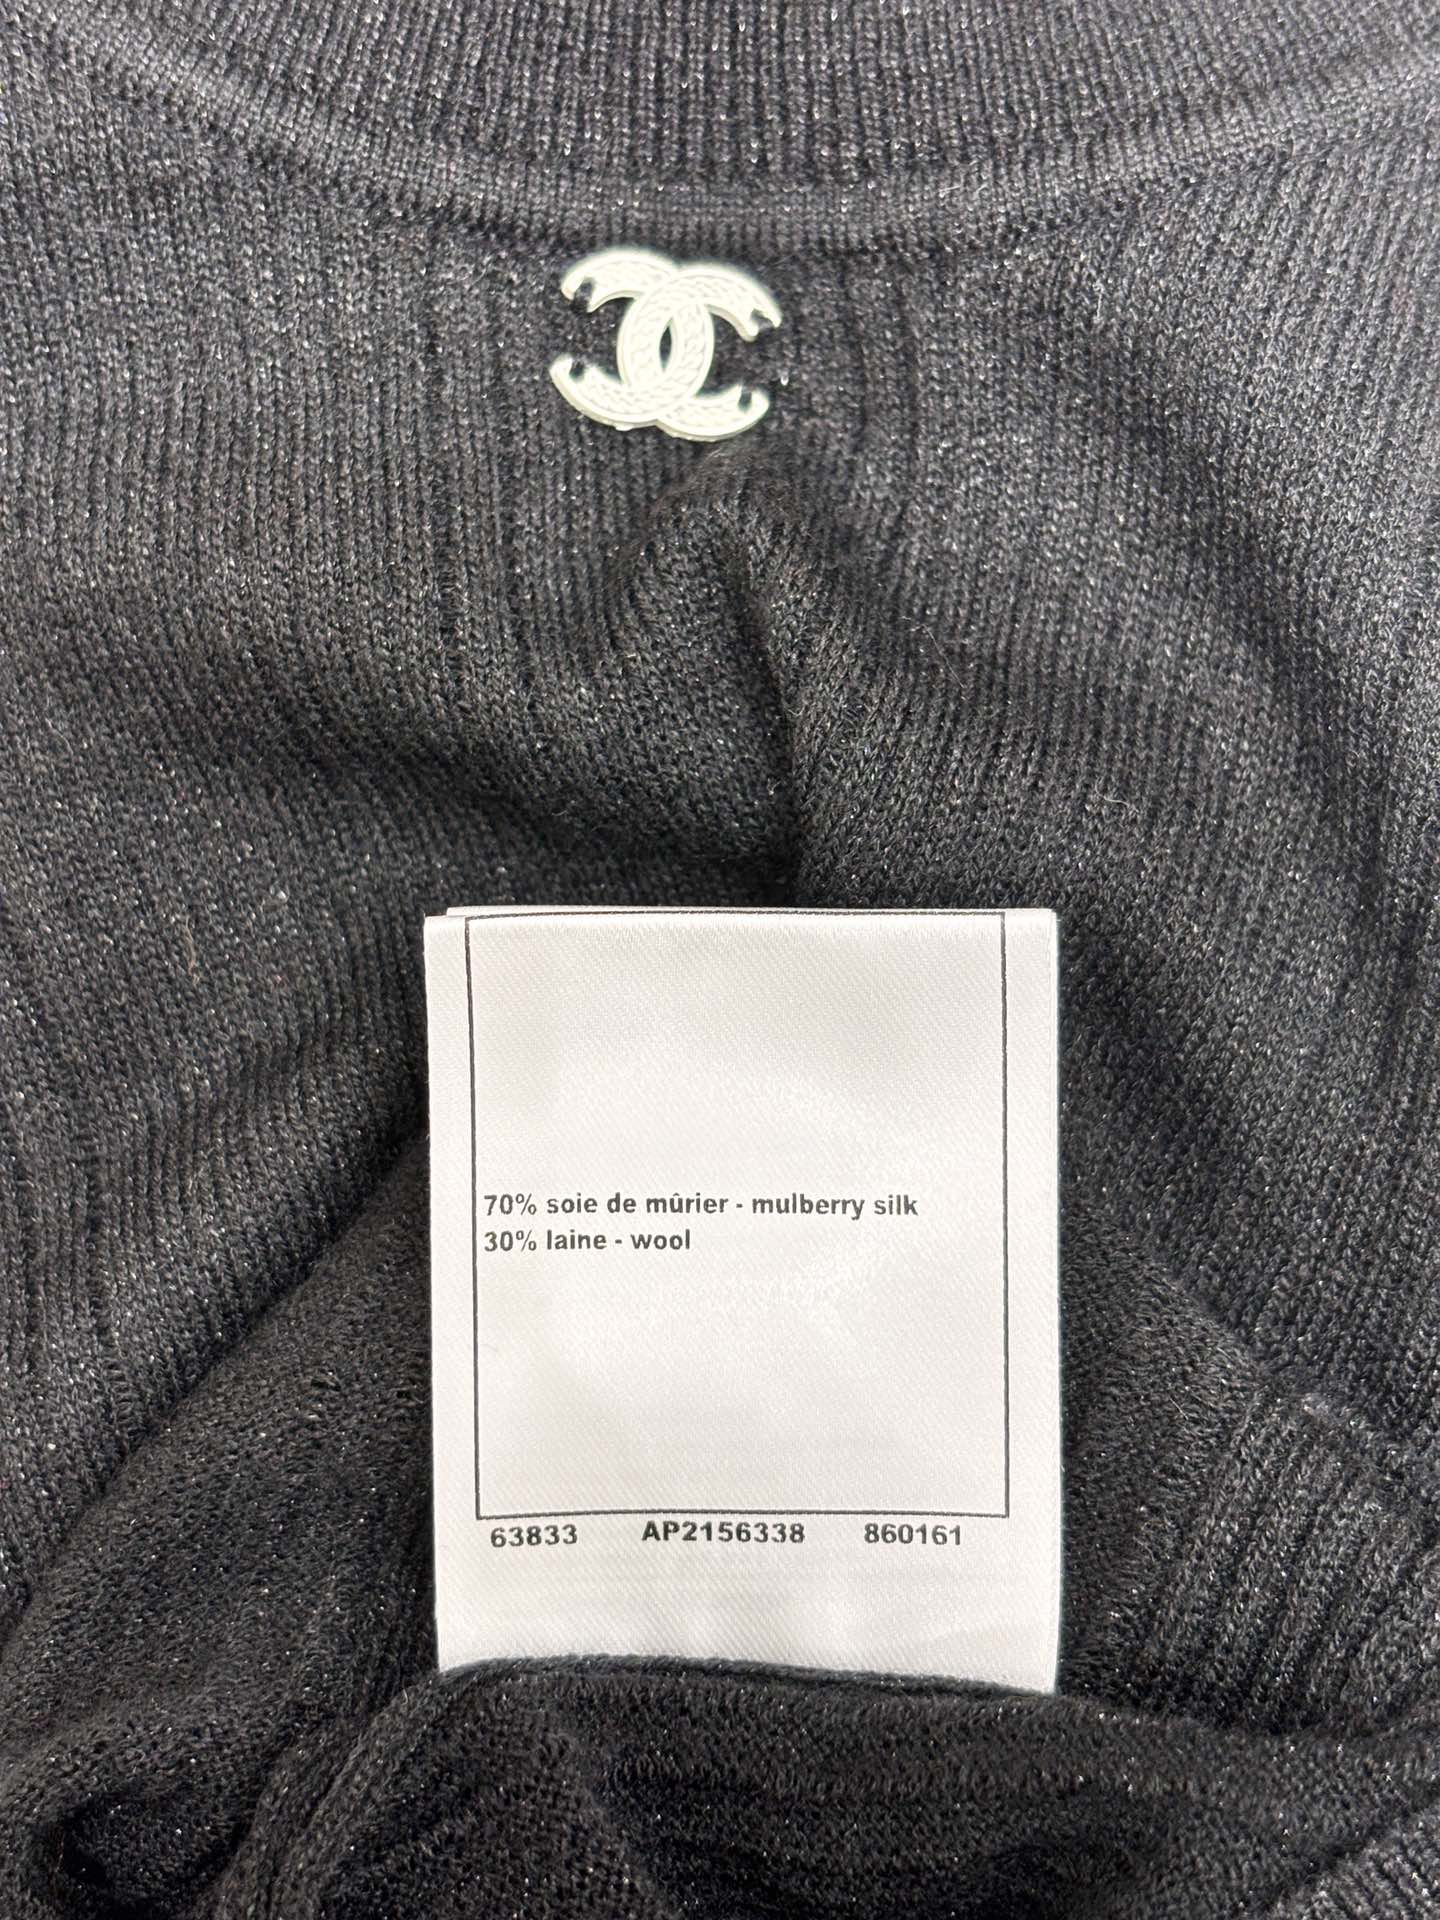 70% soie de mûrier - mulberry silk
30% laine - wool
63833 AP2156338 860161